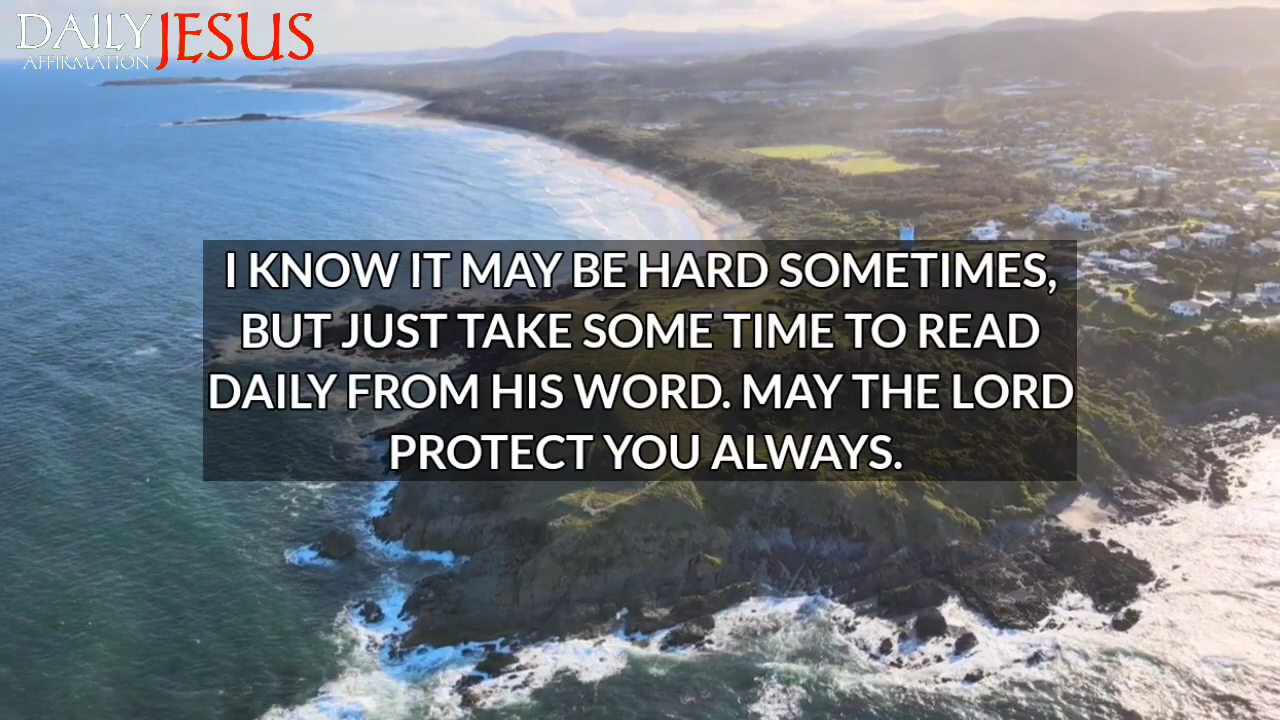 DAILY JESUS
AFFIRMATION
I KNOW IT MAY BE HARD SOMETIMES,
BUT JUST TAKE SOME TIME TO READ
DAILY FROM HIS WORD. MAY THE LORD
PROTECT YOU ALWAYS.